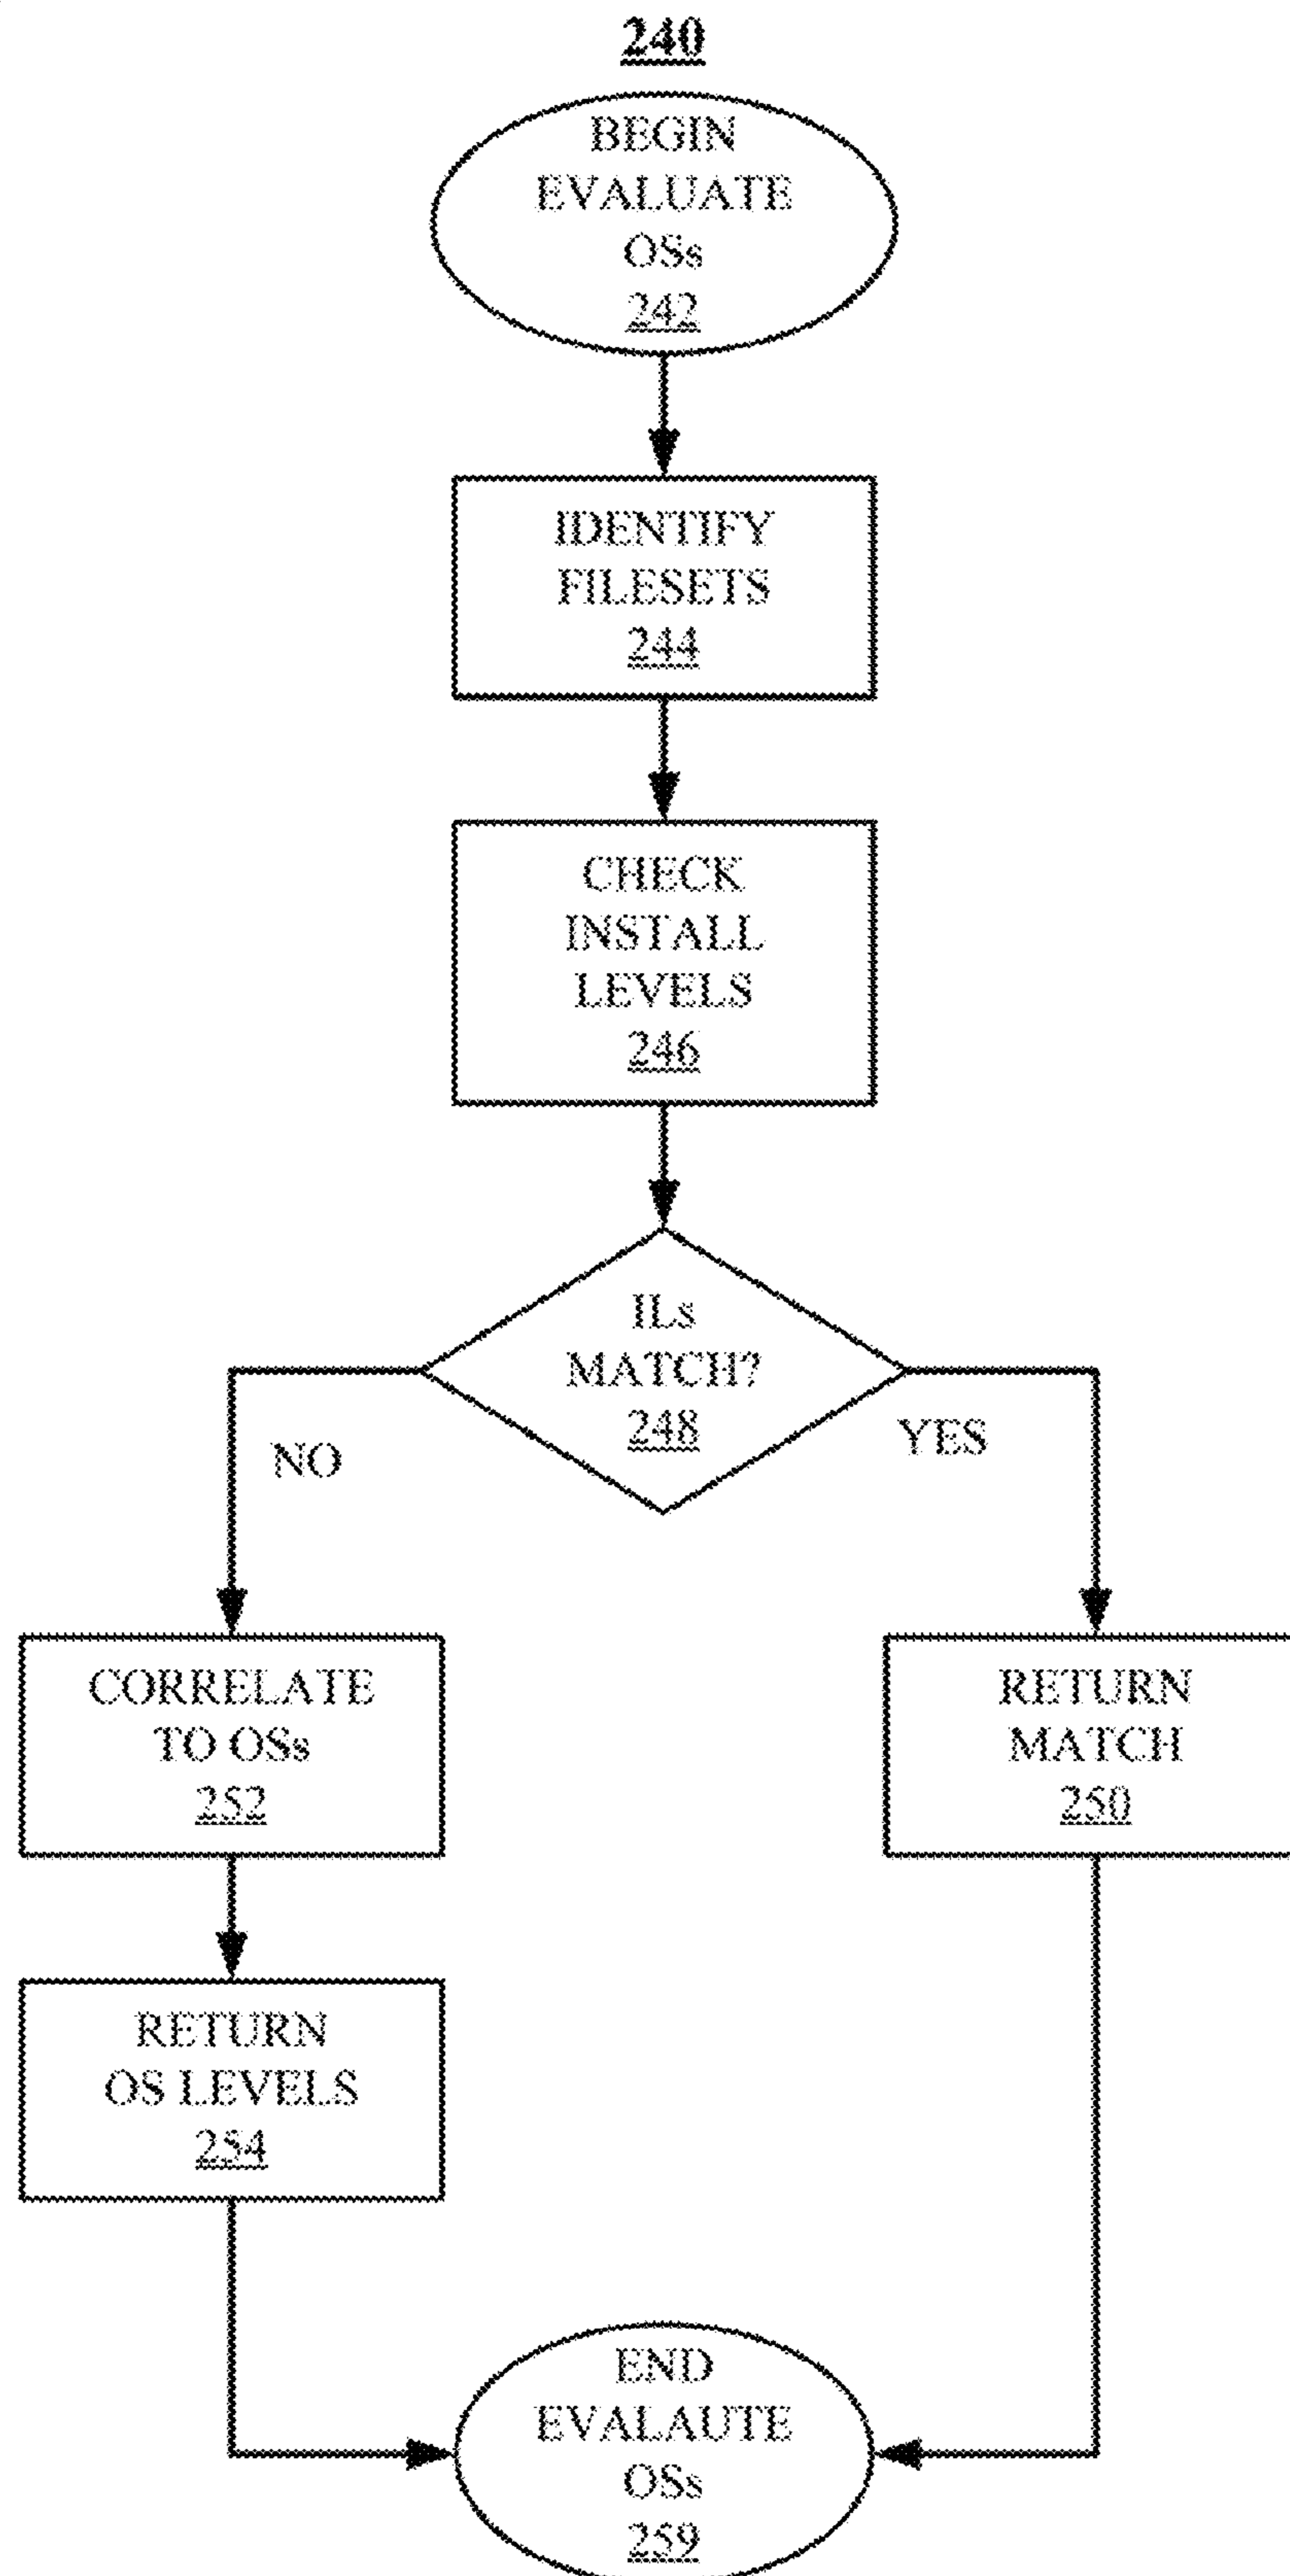 240
BEGIN
EVALUATE
OSs
242
IDENTIFY
FILESETS
244
CHECK
INSTALL
LEVELS
246
ILs
MATCH?
248
NO
YES
CORRELATE
TO OSs
252
RETURN
MATCH
250
RETURN
OS LEVELS
254
END
EVALAUTE
OSs
259